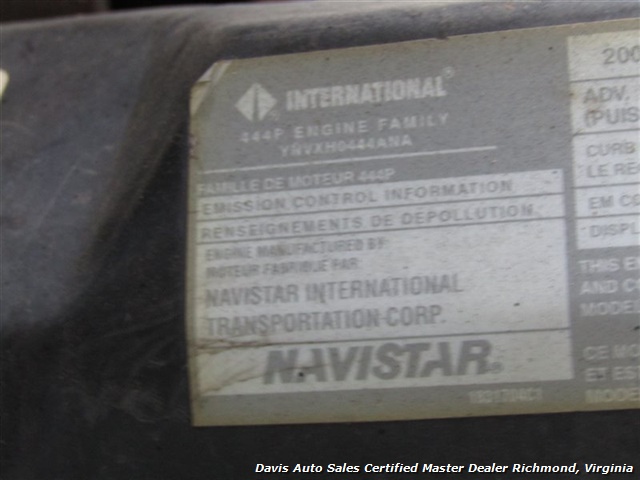 INTERNATIONAL®
444P ENGINE FAMILY
YNVXH0444ANA
FAMILLE DE MOTEUR 444P
EMISSION CONTROL INFORMATION
RENSEIGNEMENTS DE DEPOLLUTION
ENGINE MANUFACTURED BY:
MOTEUR FABRIQUE PAR:
NAVISTAR INTERNATIONAL
TRANSPORTATION CORP.
NAVISTAR®
200
ADV.
(PUIS
CURB
LE RE
EM CO
DISPL
THIS E
AND CO
MODE
CE MO
ET ES
MODE
Davis Auto Sales Certified Master Dealer Richmond, Virginia